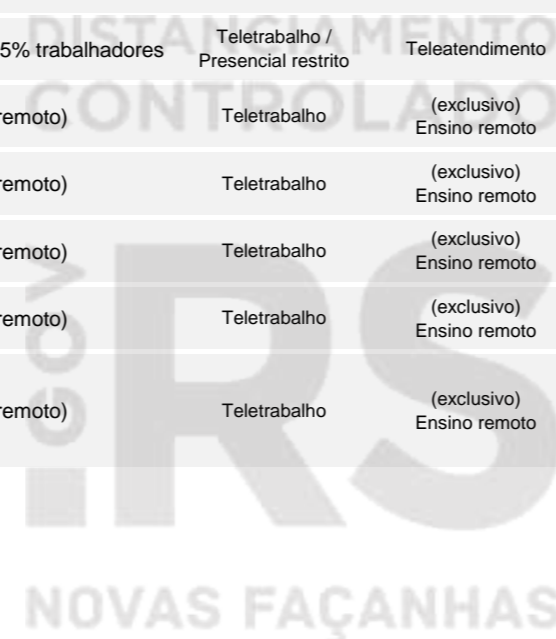 DISTANCIAMENTO
5% trabalhadores
Teletrabalho /
Presencial restrito
Teleatendimento
CONTROLADO
remoto)
Teletrabalho
(exclusivo)
Ensino remoto
remoto)
Teletrabalho
(exclusivo)
Ensino remoto
remoto)
Teletrabalho
(exclusivo)
Ensino remoto
remoto)
Teletrabalho
(exclusivo)
Ensino remoto
remoto)
Teletrabalho
(exclusivo)
Ensino remoto
GOV
RS
NOVAS FAÇANHAS